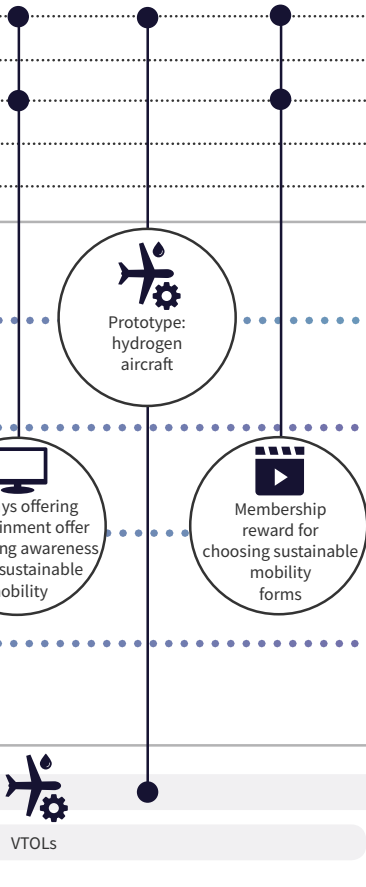 Prototype:
hydrogen
aircraft
ys offering
inment offer
ng awareness
sustainable
obility
Membership
reward for
choosing sustainable
mobility
forms
VTOLs